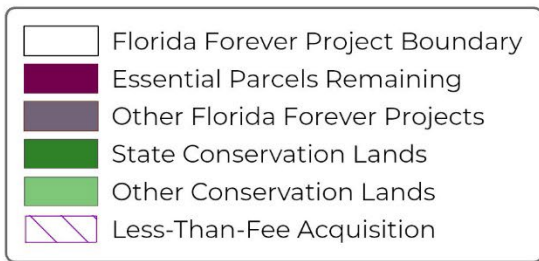 Florida Forever Project Boundary
Essential Parcels Remaining
Other Florida Forever Projects
State Conservation Lands
Other Conservation Lands
Less-Than-Fee Acquisition